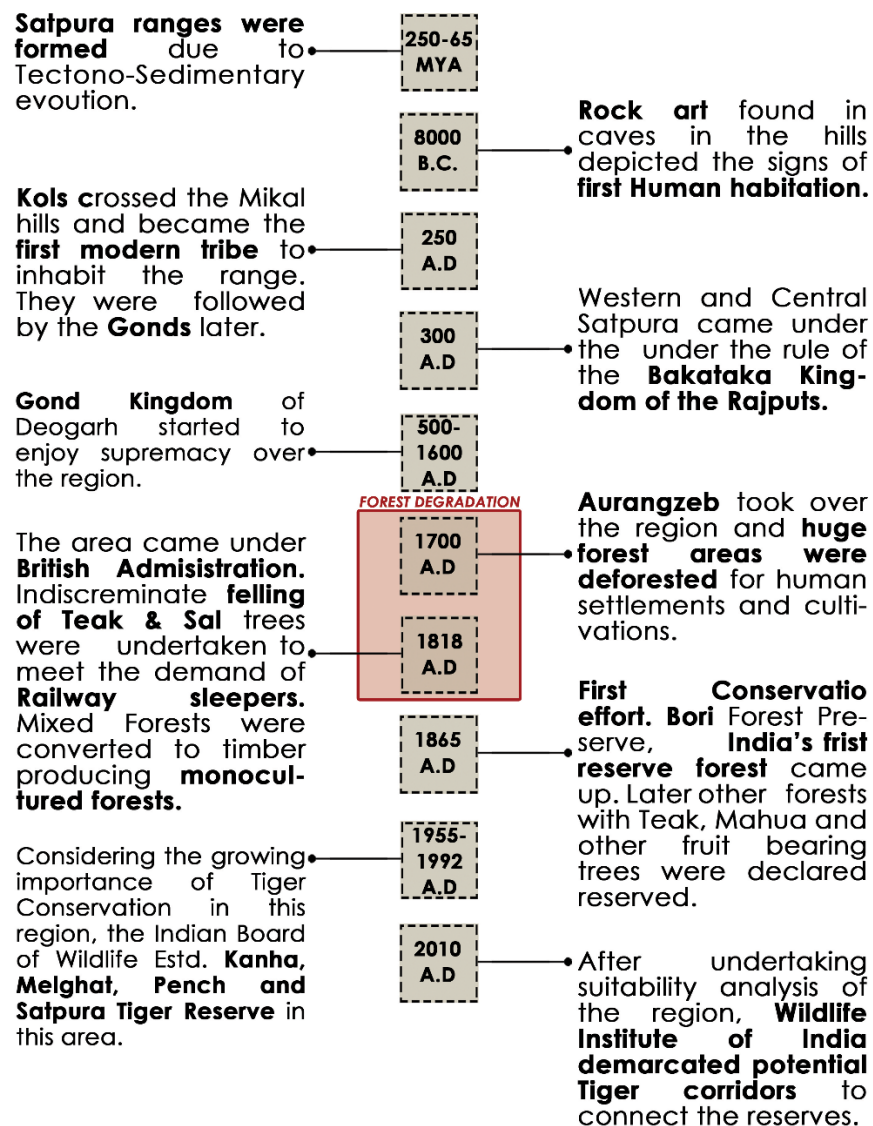 Satpura ranges were
formed due to
Tectono-Sedimentary
evoution.
250-65
MYA
8000
B.C.
Rock art found in
caves in the hills
depicted the signs of
first Human habitation.
Kols crossed the Mikal
hills and became the
first modern tribe to
inhabit the range.
They were followed
by the Gonds later.
250
A.D
300
A.D
Western and Central
Satpura came under
the under the rule of
the Bakataka King-
dom of the Rajputs.
Gond Kingdom of
Deogarh started to
enjoy supremacy over
the region.
500-
1600
A.D
FOREST DEGRADATION
1700
A.D
Aurangzeb took over
the region and huge
forest areas were
deforested for human
settlements and culti-
vations.
The area came under
British Admisistration.
Indiscreminate felling
of Teak & Sal trees
were undertaken to
meet the demand of
Railway sleepers.
Mixed Forests were
converted to timber
producing monocul-
tured forests.
1818
A.D
1865
A.D
First Conservatio
effort. Bori Forest Pre-
serve, India's frist
reserve forest came
up. Later other forests
with Teak, Mahua and
other fruit bearing
trees were declared
reserved.
Considering the growing
importance of Tiger
Conservation in this
region, the Indian Board
of Wildlife Estd. Kanha,
Melghat, Pench and
Satpura Tiger Reserve in
this area.
1955-
1992
A.D
2010
A.D
After undertaking
suitability analysis of
the region, Wildlife
Institute of India
demarcated potential
Tiger corridors to
connect the reserves.